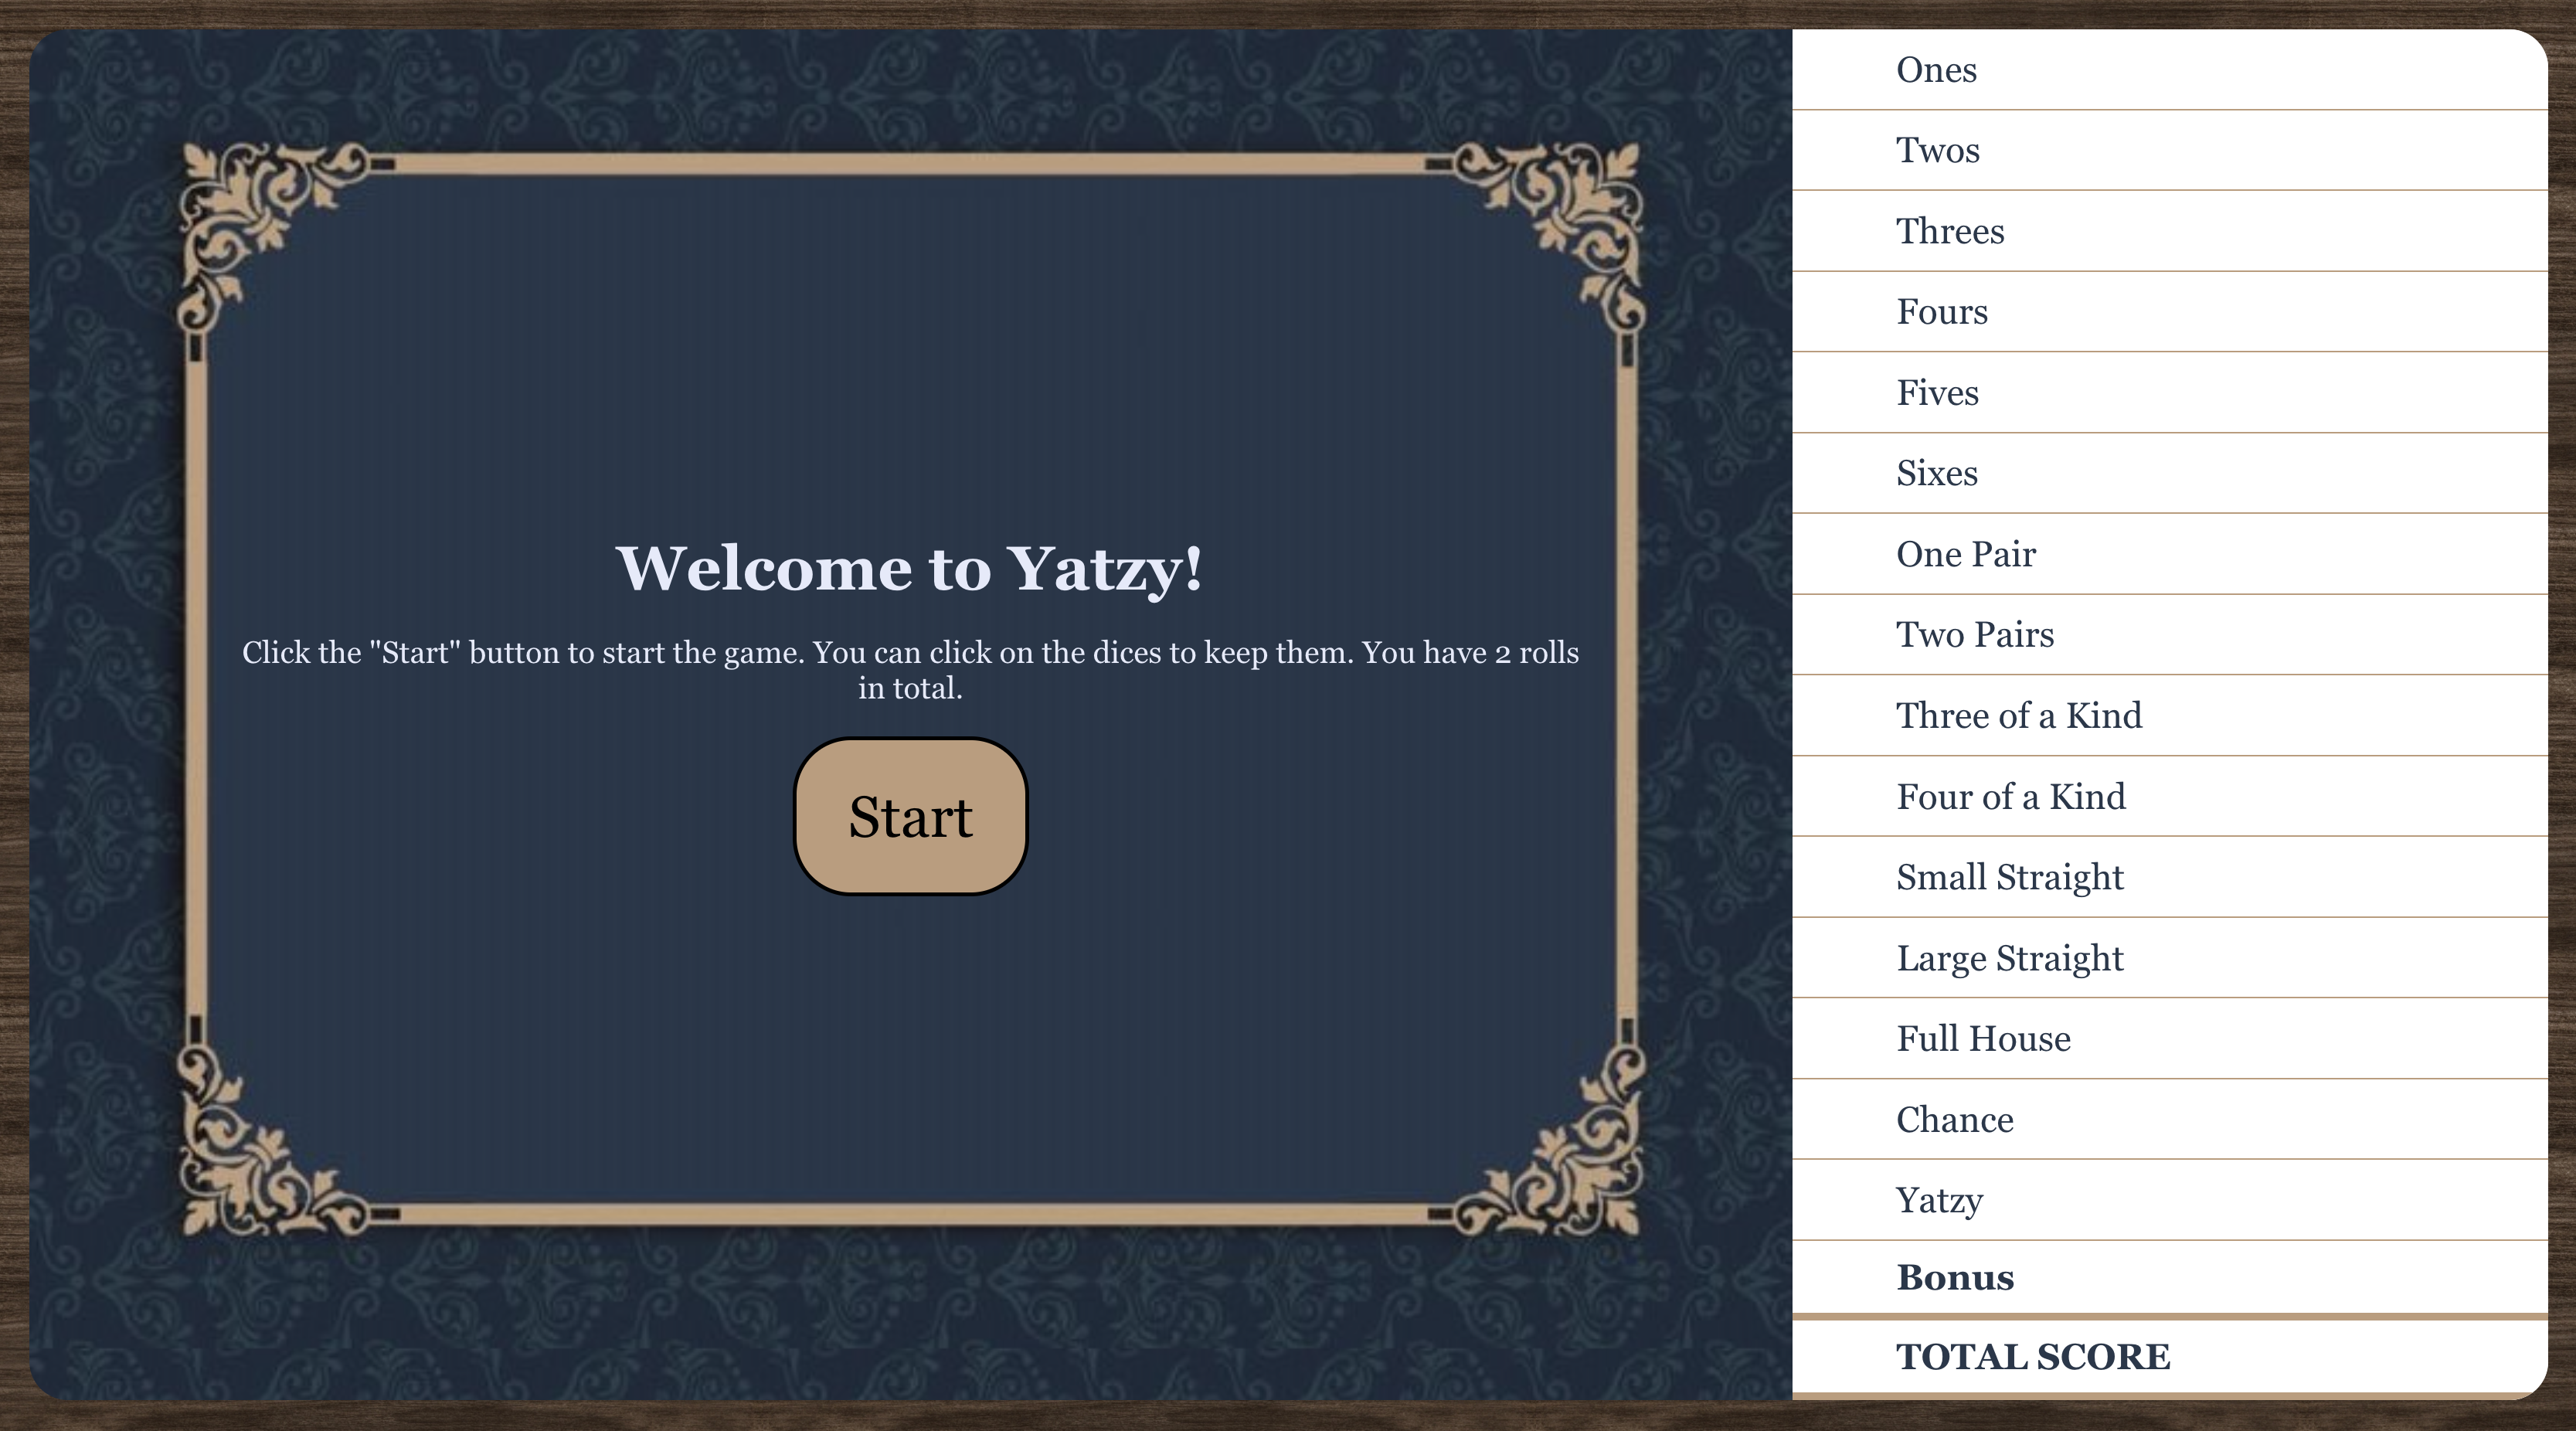 Welcome to Yatzy!
Click the "Start" button to start the game. You can click on the dices to keep them. You have 2 rolls
in total.
Start
Ones
Twos
Threes
Fours
Fives
Sixes
One Pair
Two Pairs
Three of a Kind
Four of a Kind
Small Straight
Large Straight
Full House
Chance
Yatzy
Bonus
TOTAL SCORE